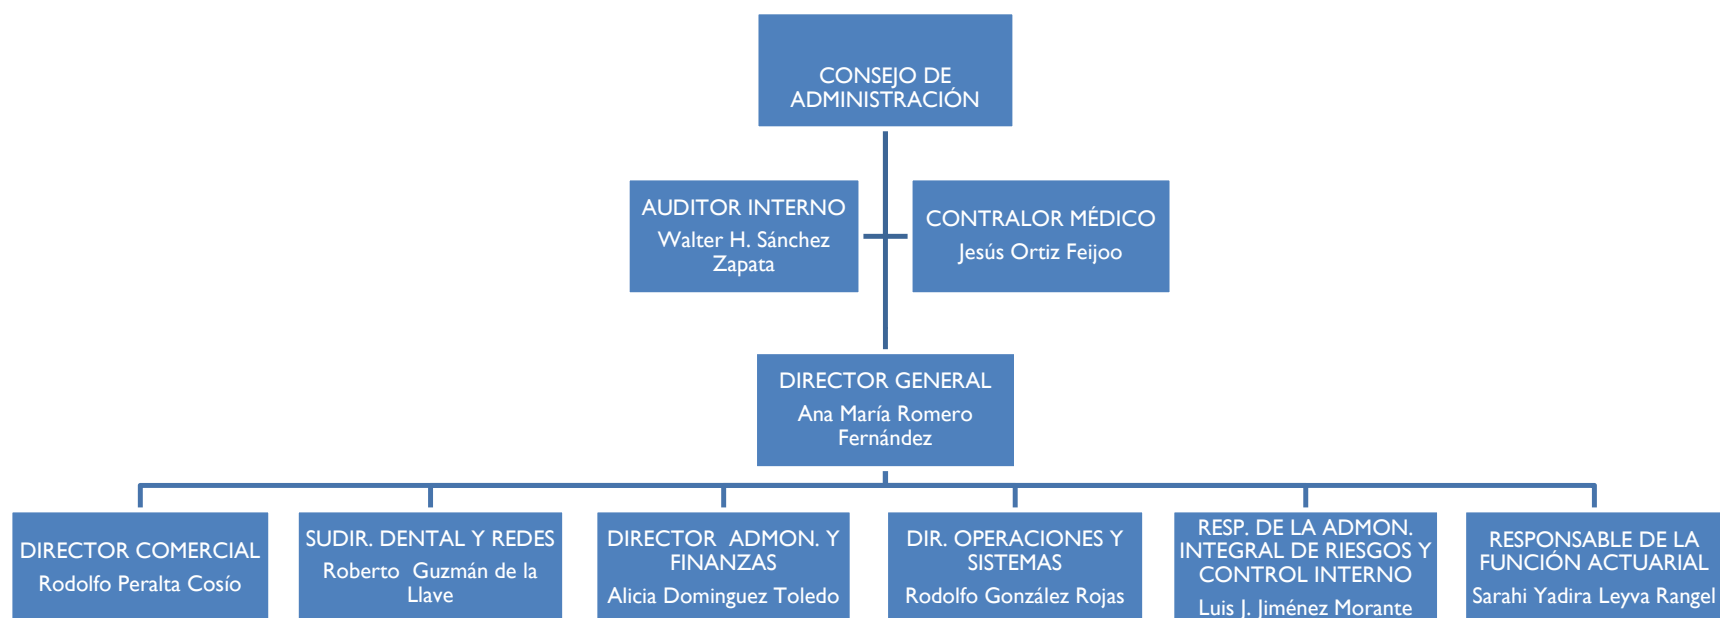 CONSEJO DE
ADMINISTRACIÓN
AUDITOR INTERNO
Walter H. Sánchez
Zapata
CONTRALOR MÉDICO
Jesús Ortiz Feijoo
DIRECTOR GENERAL
Ana María Romero
Fernández
DIRECTOR COMERCIAL
Rodolfo Peralta Cosío
SUDIR. DENTAL Y REDES
Roberto  Guzmán de la
Llave
DIRECTOR  ADMON. Y
FINANZAS
Alicia Dominguez Toledo
DIR. OPERACIONES Y
SISTEMAS
Rodolfo González Rojas
RESP. DE LA ADMON.
INTEGRAL DE RIESGOS Y
CONTROL INTERNO
Luis J. Jiménez Morante
RESPONSABLE DE LA
FUNCIÓN ACTUARIAL
Sarahi Yadira Leyva Rangel